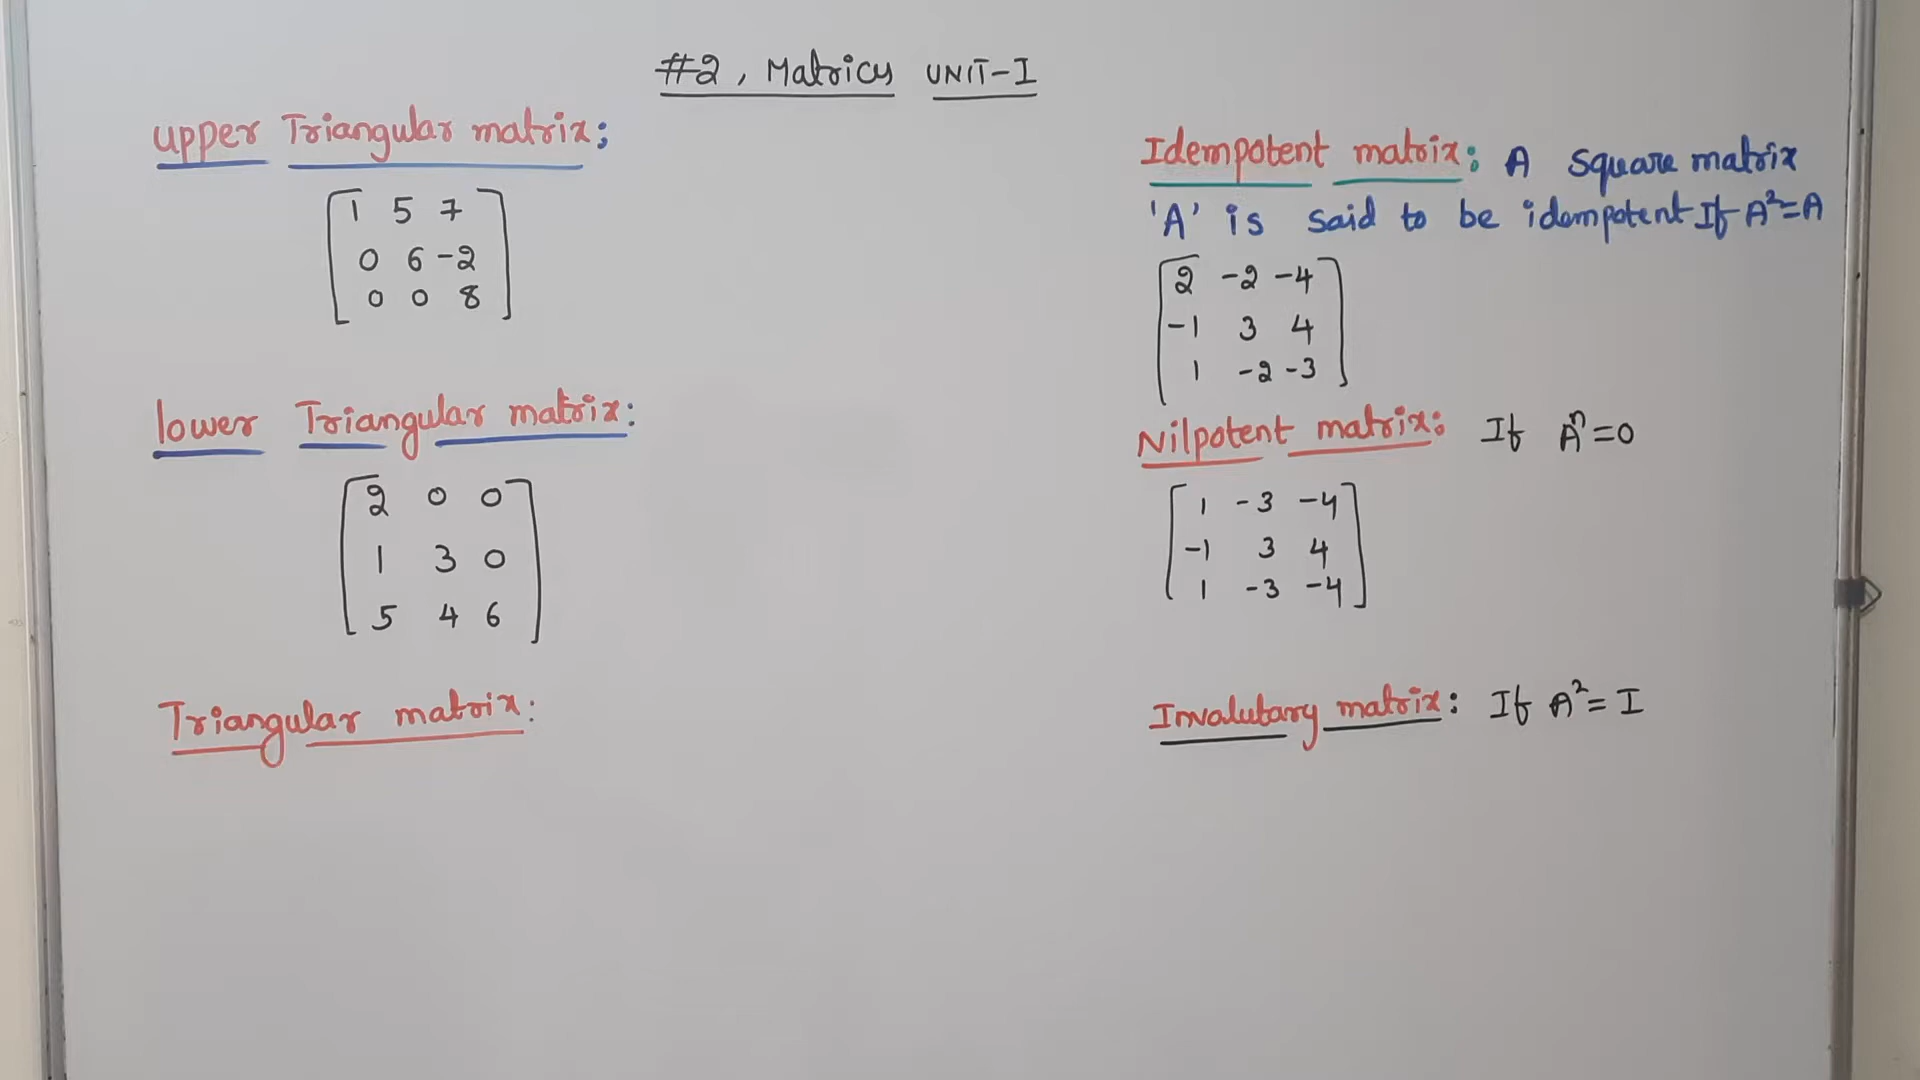 #2, Matrices UNIT-I
upper Triangular matrix:
1 5 7
0 6 -2
0 0 8
lower Triangular matrix:
2 0 0
1 3 0
5 4 6
Triangular matrix:
Idempotent matrix: A square matrix
'A' is said to be idempotent If A²=A
2 -2 -4
-1 3 4
1 -2 -3
Nilpotent matrix: If Aⁿ=0
1 -3 -4
-1 3 4
1 -3 -4
Invalutary matrix: If A²= I